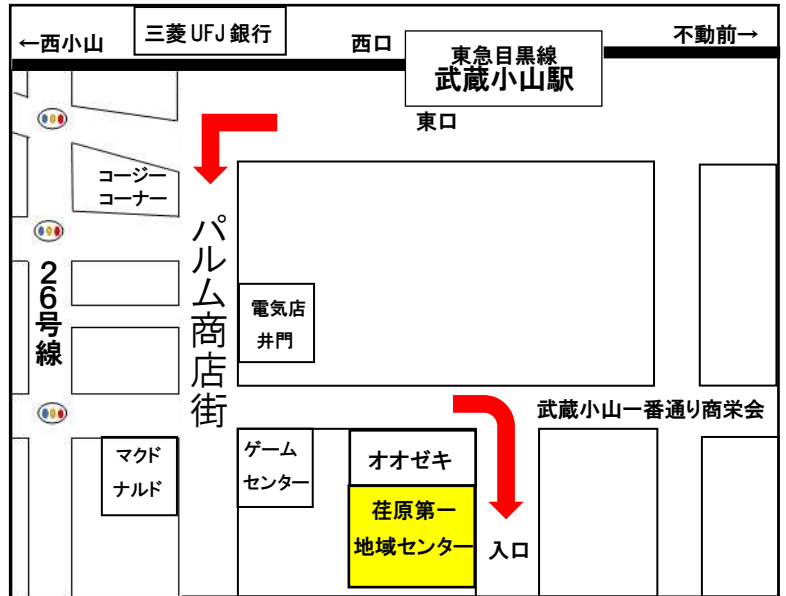 ←西小山
三菱UFJ銀行
西口
不動前→
東急目黒線
武蔵小山駅
東口
コージー
コーナー
パルム商店街
26号線
電気店
井門
武蔵小山一番通り商栄会
マクド
ナルド
ゲーム
センター
オオゼキ
荏原第一
地域センター
入口